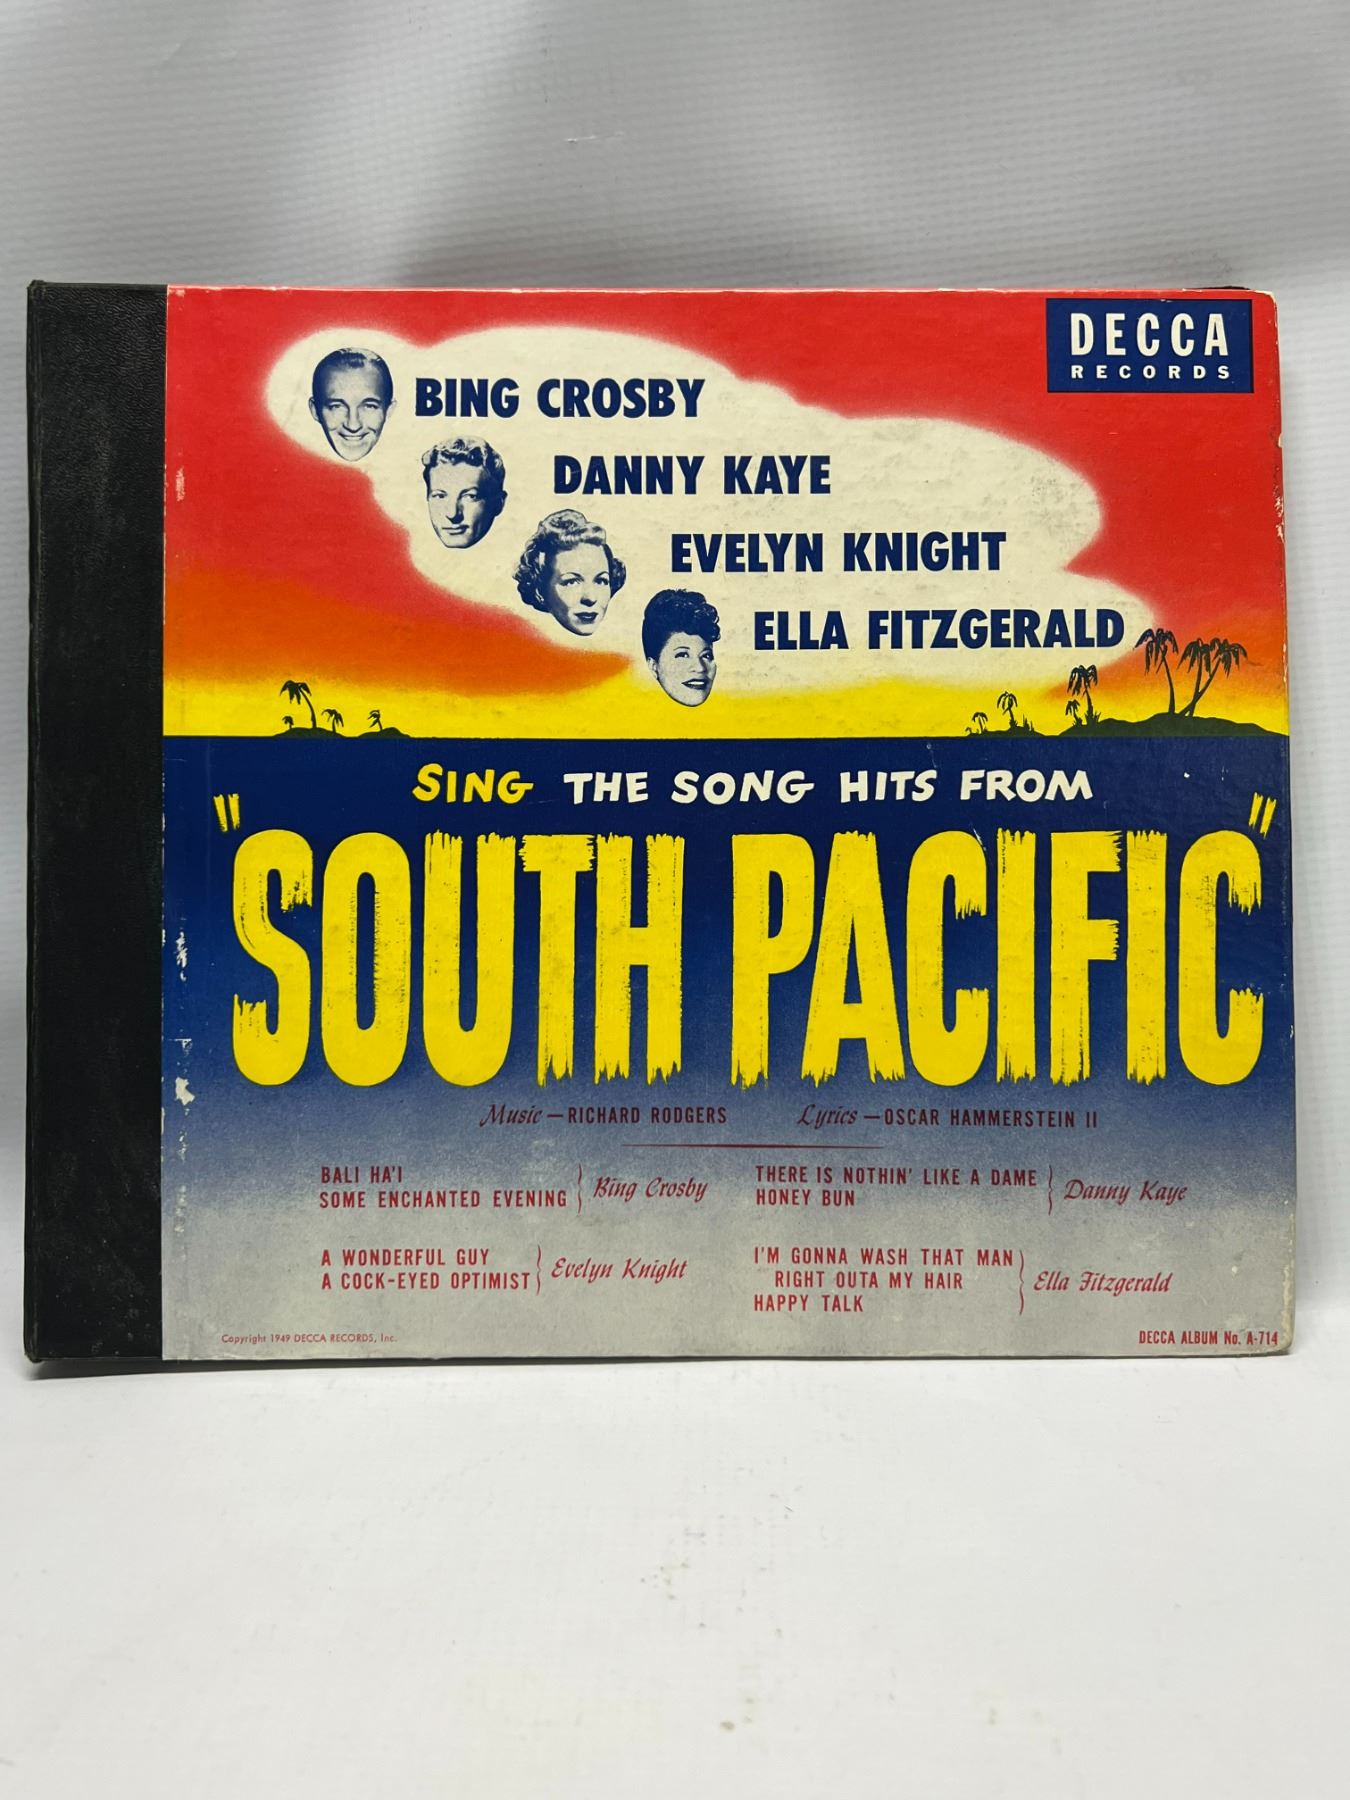 DECCA
RECORDS
BING CROSBY
DANNY KAYE
EVELYN KNIGHT
ELLA FITZGERALD
SING THE SONG HITS FROM
"SOUTH PACIFIC"
Music — RICHARD RODGERS Lyrics — OSCAR HAMMERSTEIN II
BALI HA'I
SOME ENCHANTED EVENING } Bing Crosby
THERE IS NOTHIN' LIKE A DAME
HONEY BUN } Danny Kaye
A WONDERFUL GUY
A COCK-EYED OPTIMIST } Evelyn Knight
I'M GONNA WASH THAT MAN
RIGHT OUTA MY HAIR
HAPPY TALK } Ella Fitzgerald
Copyright 1949 DECCA RECORDS, Inc.
DECCA ALBUM No. A-714